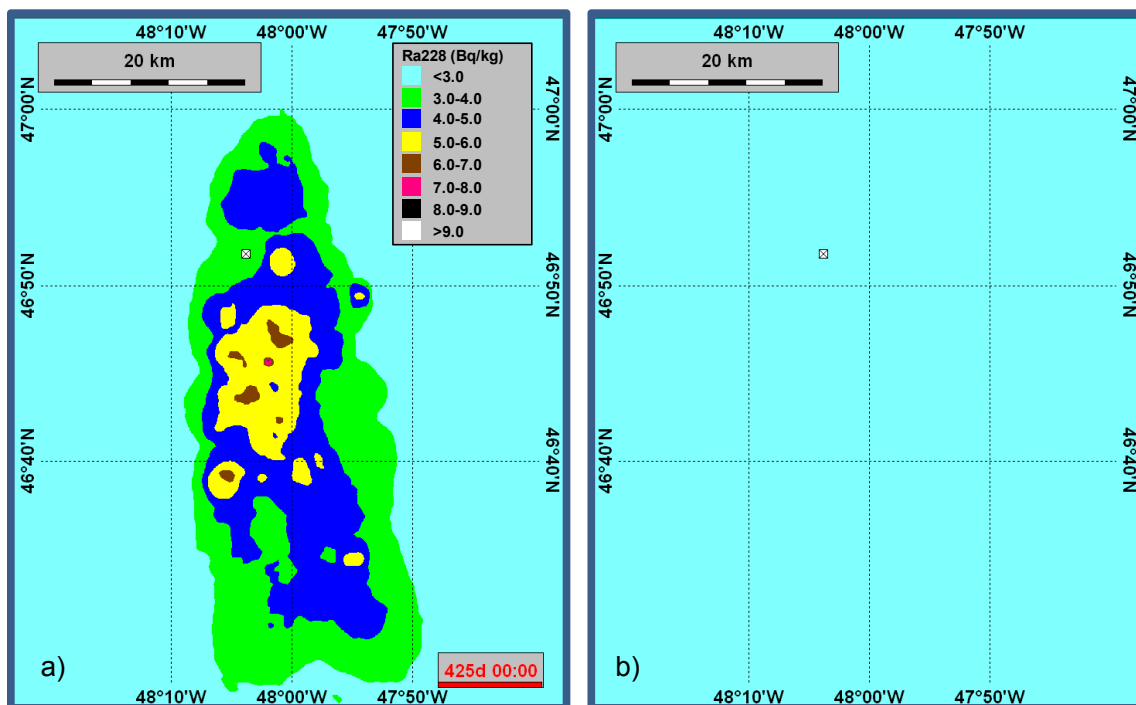 48°10'W 48°00'W 47°50'W
20 km
Ra228 (Bq/kg)
<3.0
3.0-4.0
4.0-5.0
5.0-6.0
6.0-7.0
7.0-8.0
8.0-9.0
>9.0
47°00'N 47°00'N
46°50'N 46°50'N
46°40'N 46°40'N
a)
425d 00:00
48°10'W 48°00'W 47°50'W
48°10'W 48°00'W 47°50'W
20 km
47°00'N 47°00'N
46°50'N 46°50'N
46°40'N 46°40'N
b)
48°10'W 48°00'W 47°50'W